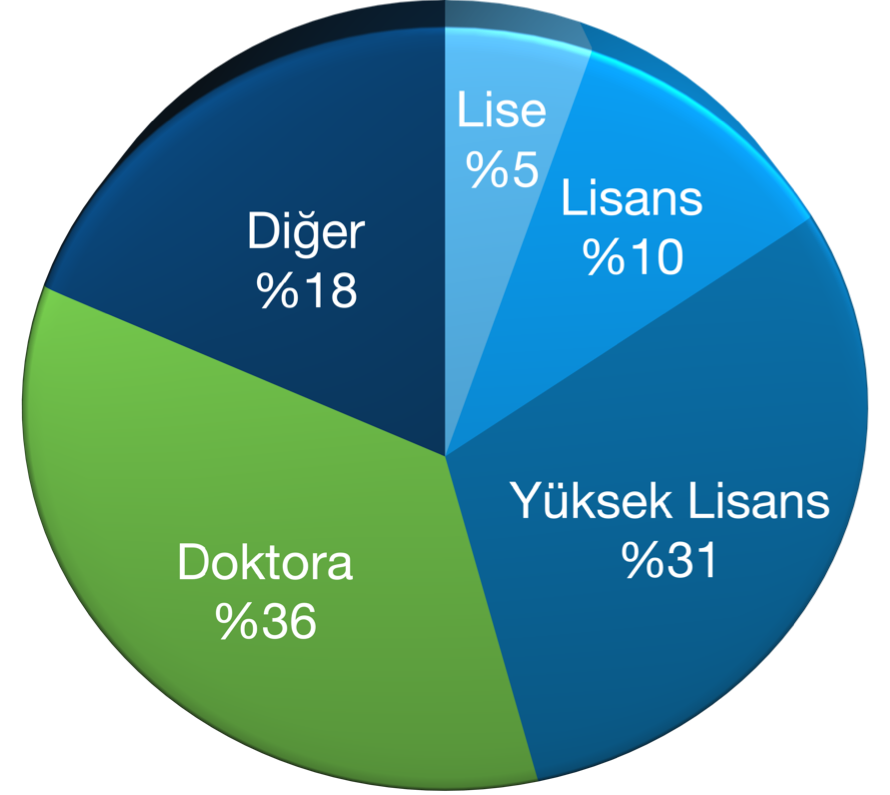 Lise
%5
Lisans
%10
Yüksek Lisans
%31
Doktora
%36
Diğer
%18